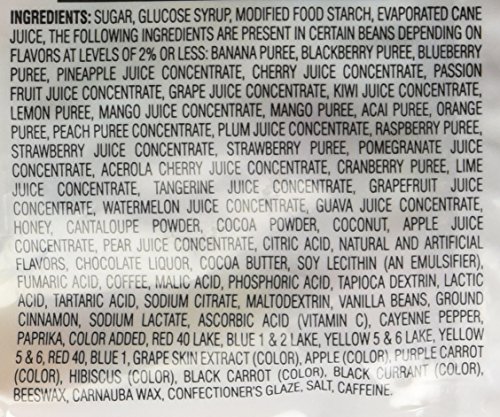 INGREDIENTS: SUGAR, GLUCOSE SYRUP, MODIFIED FOOD STARCH, EVAPORATED CANE
JUICE, THE FOLLOWING INGREDIENTS ARE PRESENT IN CERTAIN BEANS DEPENDING ON
FLAVORS AT LEVELS OF 2% OR LESS: BANANA PUREE, BLACKBERRY PUREE, BLUEBERRY
PUREE, PINEAPPLE JUICE CONCENTRATE, CHERRY JUICE CONCENTRATE, PASSION
FRUIT JUICE CONCENTRATE, GRAPE JUICE CONCENTRATE, KIWI JUICE CONCENTRATE,
LEMON PUREE, MANGO JUICE CONCENTRATE, MANGO PUREE, ACAI PUREE, ORANGE
PUREE, PEACH PUREE CONCENTRATE, PLUM JUICE CONCENTRATE, RASPBERRY PUREE,
STRAWBERRY JUICE CONCENTRATE, STRAWBERRY PUREE, POMEGRANATE JUICE
CONCENTRATE, ACEROLA CHERRY JUICE CONCENTRATE, CRANBERRY PUREE, LIME
JUICE CONCENTRATE, TANGERINE JUICE CONCENTRATE, GRAPEFRUIT JUICE
CONCENTRATE, WATERMELON JUICE CONCENTRATE, GUAVA JUICE CONCENTRATE,
HONEY, CANTALOUPE POWDER, COCOA POWDER, COCONUT, APPLE JUICE
CONCENTRATE, PEAR JUICE CONCENTRATE, CITRIC ACID, NATURAL AND ARTIFICIAL
FLAVORS, CHOCOLATE LIQUOR, COCOA BUTTER, SOY LECITHIN (AN EMULSIFIER),
FUMARIC ACID, COFFEE, MALIC ACID, PHOSPHORIC ACID, TAPIOCA DEXTRIN, LACTIC
ACID, TARTARIC ACID, SODIUM CITRATE, MALTODEXTRIN, VANILLA BEANS, GROUND
CINNAMON, SODIUM LACTATE, ASCORBIC ACID (VITAMIN C), CAYENNE PEPPER,
PAPRIKA, COLOR ADDED, RED 40 LAKE, BLUE 1 & 2 LAKE, YELLOW 5 & 6 LAKE, YELLOW
5 & 6, RED 40, BLUE 1, GRAPE SKIN EXTRACT (COLOR), APPLE (COLOR). PURPLE CARROT
(COLOR), HIBISCUS (COLOR), BLACK CARROT (COLOR). BLACK CURRANT (COLOR),
BEESWAX, CARNAUBA WAX, CONFECTIONER'S GLAZE, SALT, CAFFEINE.